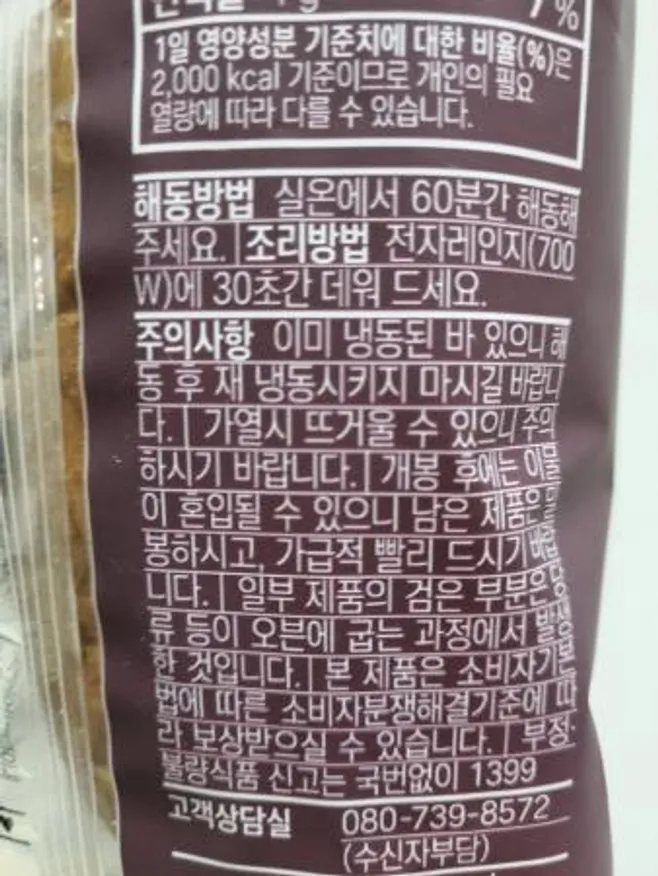 7%
1일 영양성분 기준치에 대한 비율(%)은
2,000 kcal 기준이므로 개인의 필요
열량에 따라 다를 수 있습니다.
해동방법 실온에서 60분간 해동해
주세요. | 조리방법 전자레인지(700
W)에 30초간 데워 드세요.
주의사항 이미 냉동된 바 있으니 해
동 후 재 냉동시키지 마시길 바랍니
다. | 가열시 뜨거울 수 있으니 주의
하시기 바랍니다. | 개봉 후에는 이물
이 혼입될 수 있으니 남은 제품은
봉하시고, 가급적 빨리 드시기 바랍
니다. | 일부 제품의 검은 부분은 당
류 등이 오븐에 굽는 과정에서 발생
한 것입니다. | 본 제품은 소비자기본
법에 따른 소비자분쟁해결기준에 따
라 보상받으실 수 있습니다. | 부정·
불량식품 신고는 국번없이 1399
고객상담실 080-739-8572
(수신자부담)